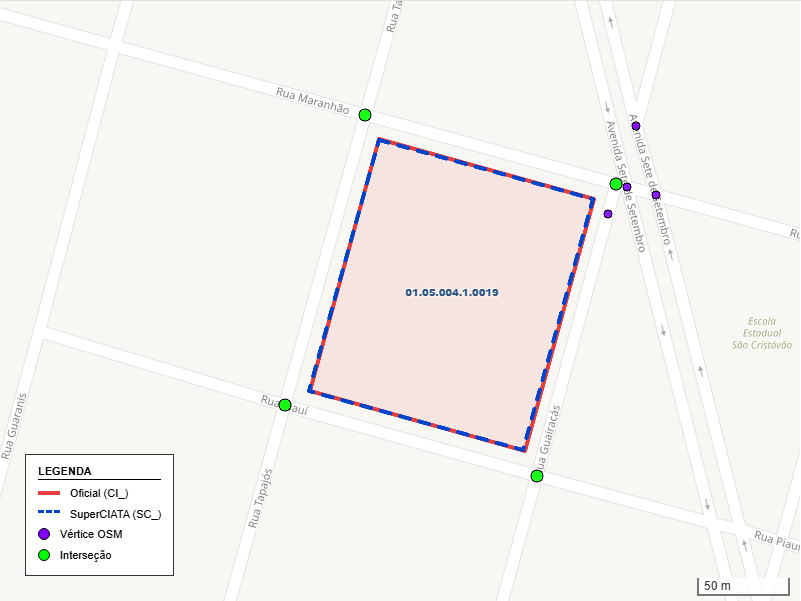 Rua Ta
Rua Maranhão
Avenida Sete de Setembro
Avenida Sete de Setembro
Ru
01.05.004.1.0019
Escola
Estadual
São Cristóvão
Rua Guaranis
Rua Piauí
Rua Guairacás
Rua Tapajós
Rua Piauí
LEGENDA
Oficial (CI_)
SuperCIATA (SC_)
Vértice OSM
Interseção
50 m